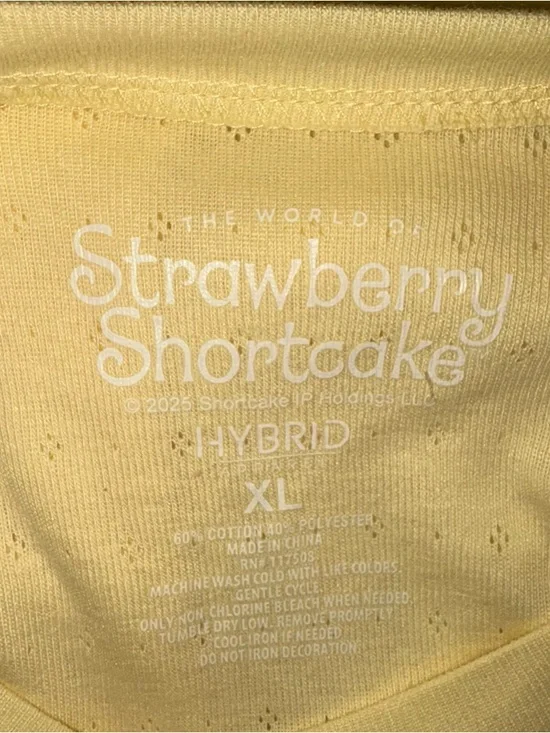 THE WORLD OF
Strawberry
Shortcake
© 2025 Shortcake IP Holdings LLC
HYBRID
APPAREL
XL
60% COTTON 40% POLYESTER
MADE IN CHINA
RN# 117508
MACHINE WASH COLD WITH LIKE COLORS.
GENTLE CYCLE.
ONLY NON-CHLORINE BLEACH WHEN NEEDED.
TUMBLE DRY LOW. REMOVE PROMPTLY
COOL IRON IF NEEDED
DO NOT IRON DECORATION.